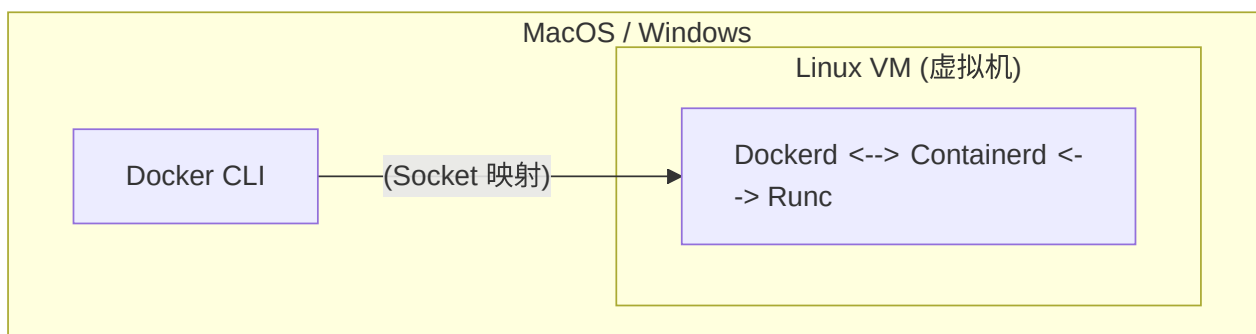 MacOS / Windows
Linux VM (虚拟机)
Docker CLI
(Socket 映射)
Dockerd <--> Containerd <-
-> Runc